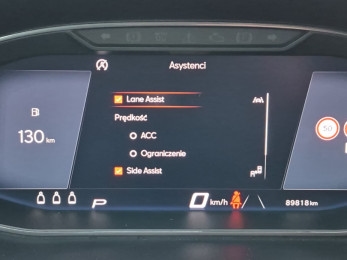 Asystenci
Lane Assist
Prędkość
ACC
Ograniczenie
Side Assist
130 km
50
P
0 km/h
89818 km